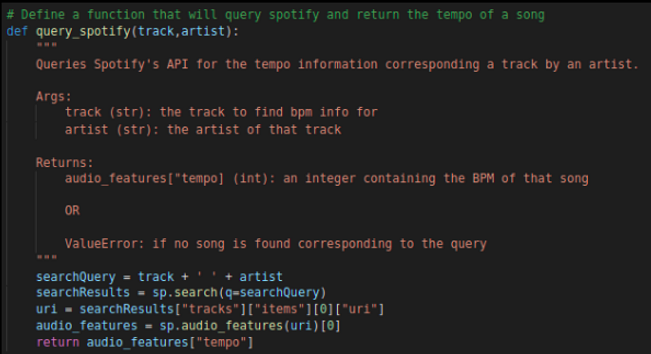 # Define a function that will query spotify and return the tempo of a song
def query_spotify(track,artist):
"""
Queries Spotify's API for the tempo information corresponding a track by an artist.
Args:
track (str): the track to find bpm info for
artist (str): the artist of that track
Returns:
audio_features["tempo] (int): an integer containing the BPM of that song
OR
ValueError: if no song is found corresponding to the query
"""
searchQuery = track + ' ' + artist
searchResults = sp.search(q=searchQuery)
uri = searchResults["tracks"]["items"][0]["uri"]
audio_features = sp.audio_features(uri)[0]
return audio_features["tempo"]